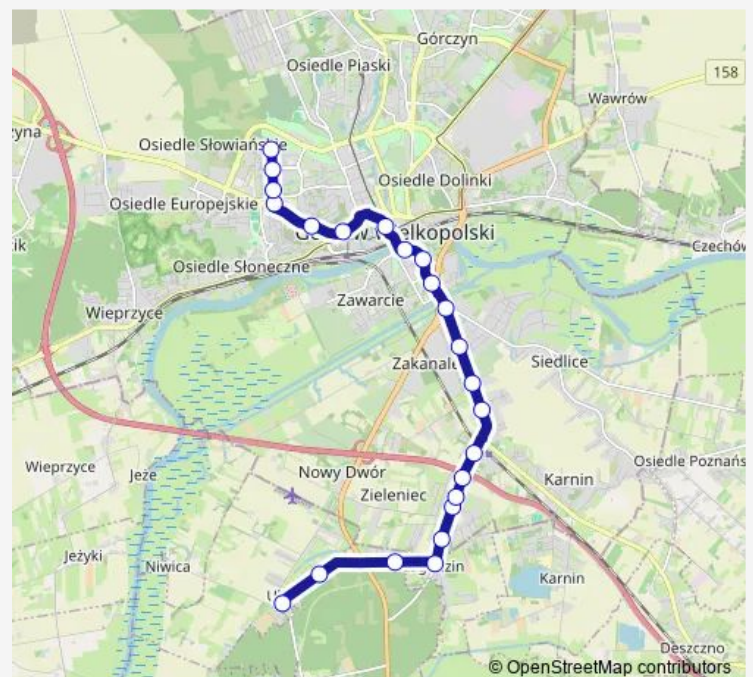 Górczyn
Osiedle Piaski
158
Wawrów
Osiedle Słowiańskie
Osiedle Dolinki
Osiedle Europejskie
Wielkopolski
Czechów
Osiedle Słoneczne
Zawarcie
Wieprzyce
Siedlice
Wieprzyce
Jeże
Nowy Dwór
Karnin
Osiedle Poznańs
Zieleniec
Jeżyki
Niwica
Karnin
Deszczno
© OpenStreetMap contributors